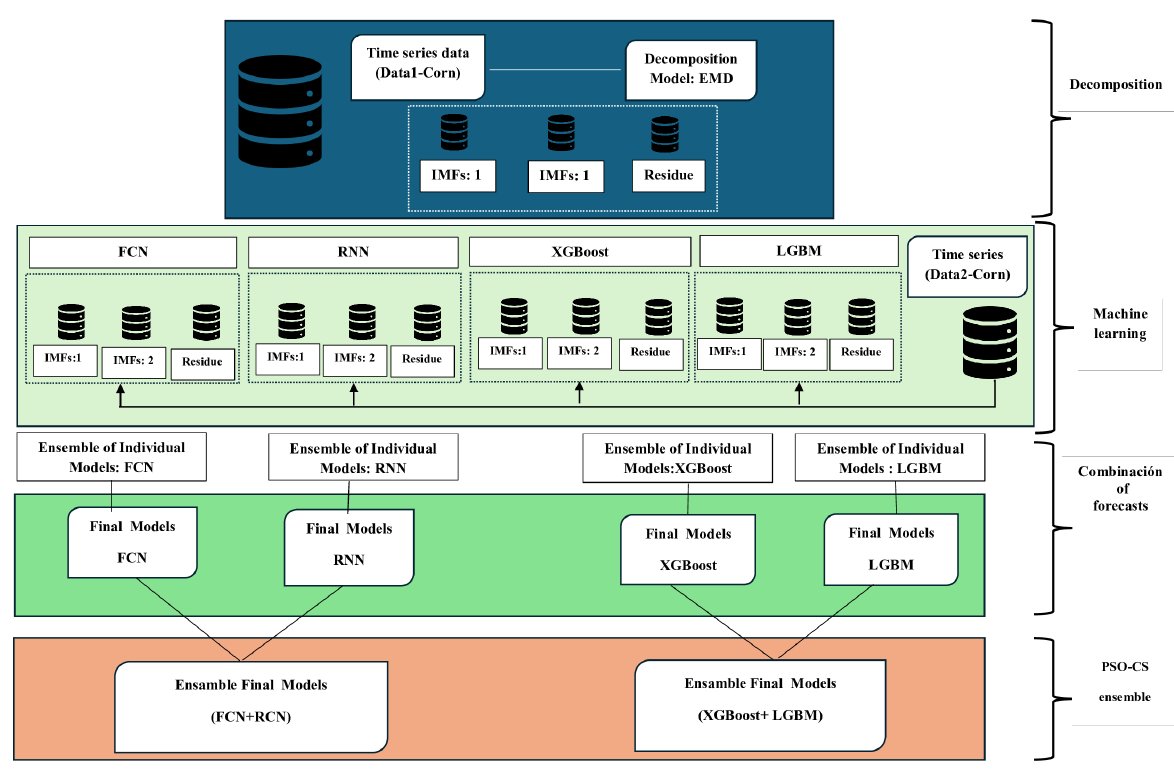 Time series data
(Data1-Corn)
Decomposition
Model: EMD
Decomposition
IMFs: 1
IMFs: 1
Residue
FCN
RNN
XGBoost
LGBM
Time series
(Data2-Corn)
IMFs:1
IMFs: 2
Residue
IMFs:1
IMFs: 2
Residue
IMFs:1
IMFs: 2
Residue
IMFs:1
IMFs: 2
Residue
Machine
learning
Ensemble of Individual
Models: FCN
Ensemble of Individual
Models: RNN
Ensemble of Individual
Models:XGBoost
Ensemble of Individual
Models : LGBM
Combinación
of
forecasts
Final Models
FCN
Final Models
RNN
Final Models
XGBoost
Final Models
LGBM
Ensamble Final Models
(FCN+RCN)
Ensamble Final Models
(XGBoost+ LGBM)
PSO-CS
ensemble